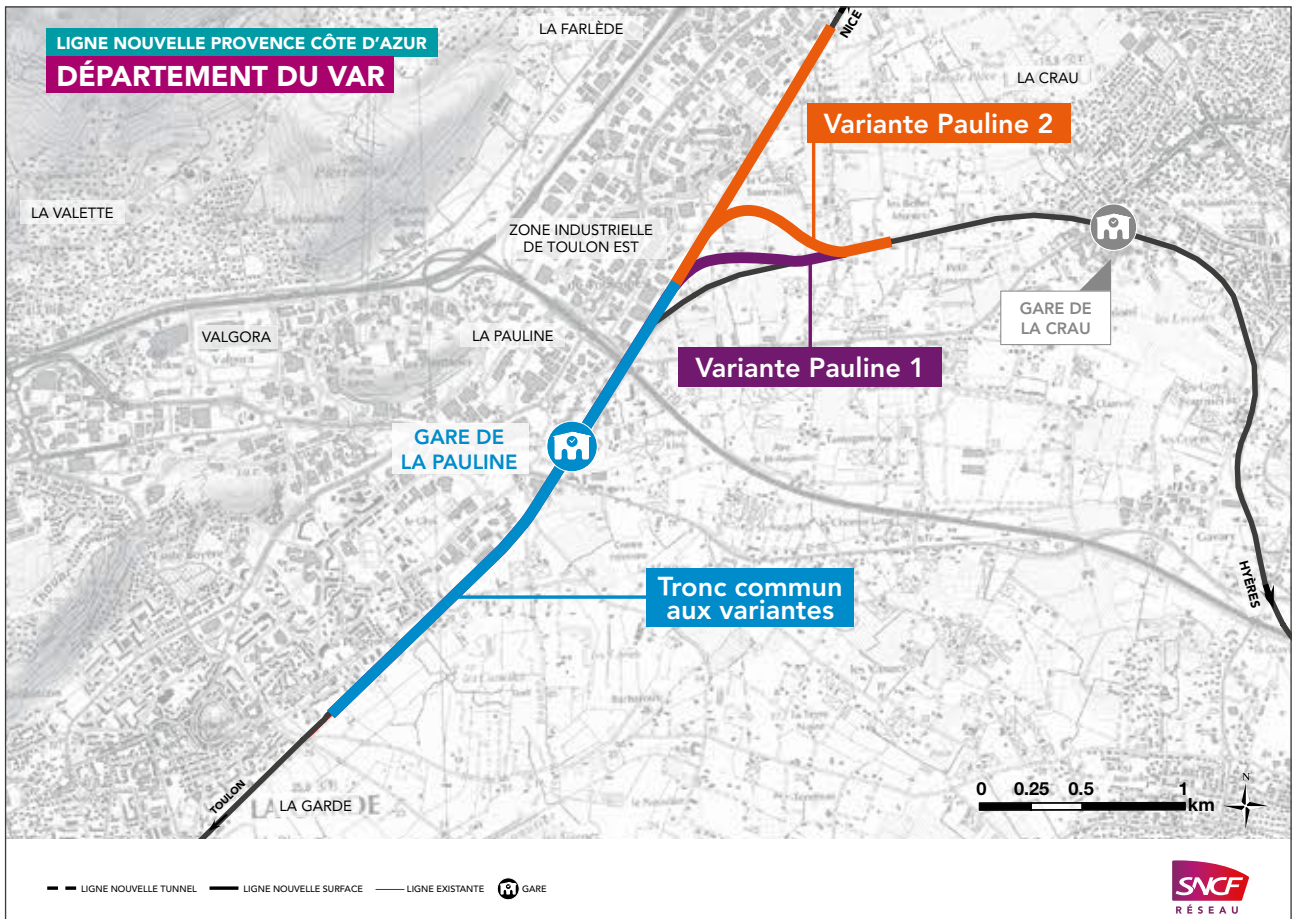 LIGNE NOUVELLE PROVENCE CÔTE D'AZUR
DÉPARTEMENT DU VAR
LA FARLÈDE
NICE
LA CRAU
Variante Pauline 2
LA VALETTE
ZONE INDUSTRIELLE
DE TOULON EST
GARE DE
LA CRAU
VALGORA
LA PAULINE
Variante Pauline 1
GARE DE
LA PAULINE
Tronc commun
aux variantes
HYÈRES
TOULON
LA GARDE
0 0.25 0.5 1
km
N
LIGNE NOUVELLE TUNNEL
LIGNE NOUVELLE SURFACE
LIGNE EXISTANTE
GARE
SNCF
RÉSEAU